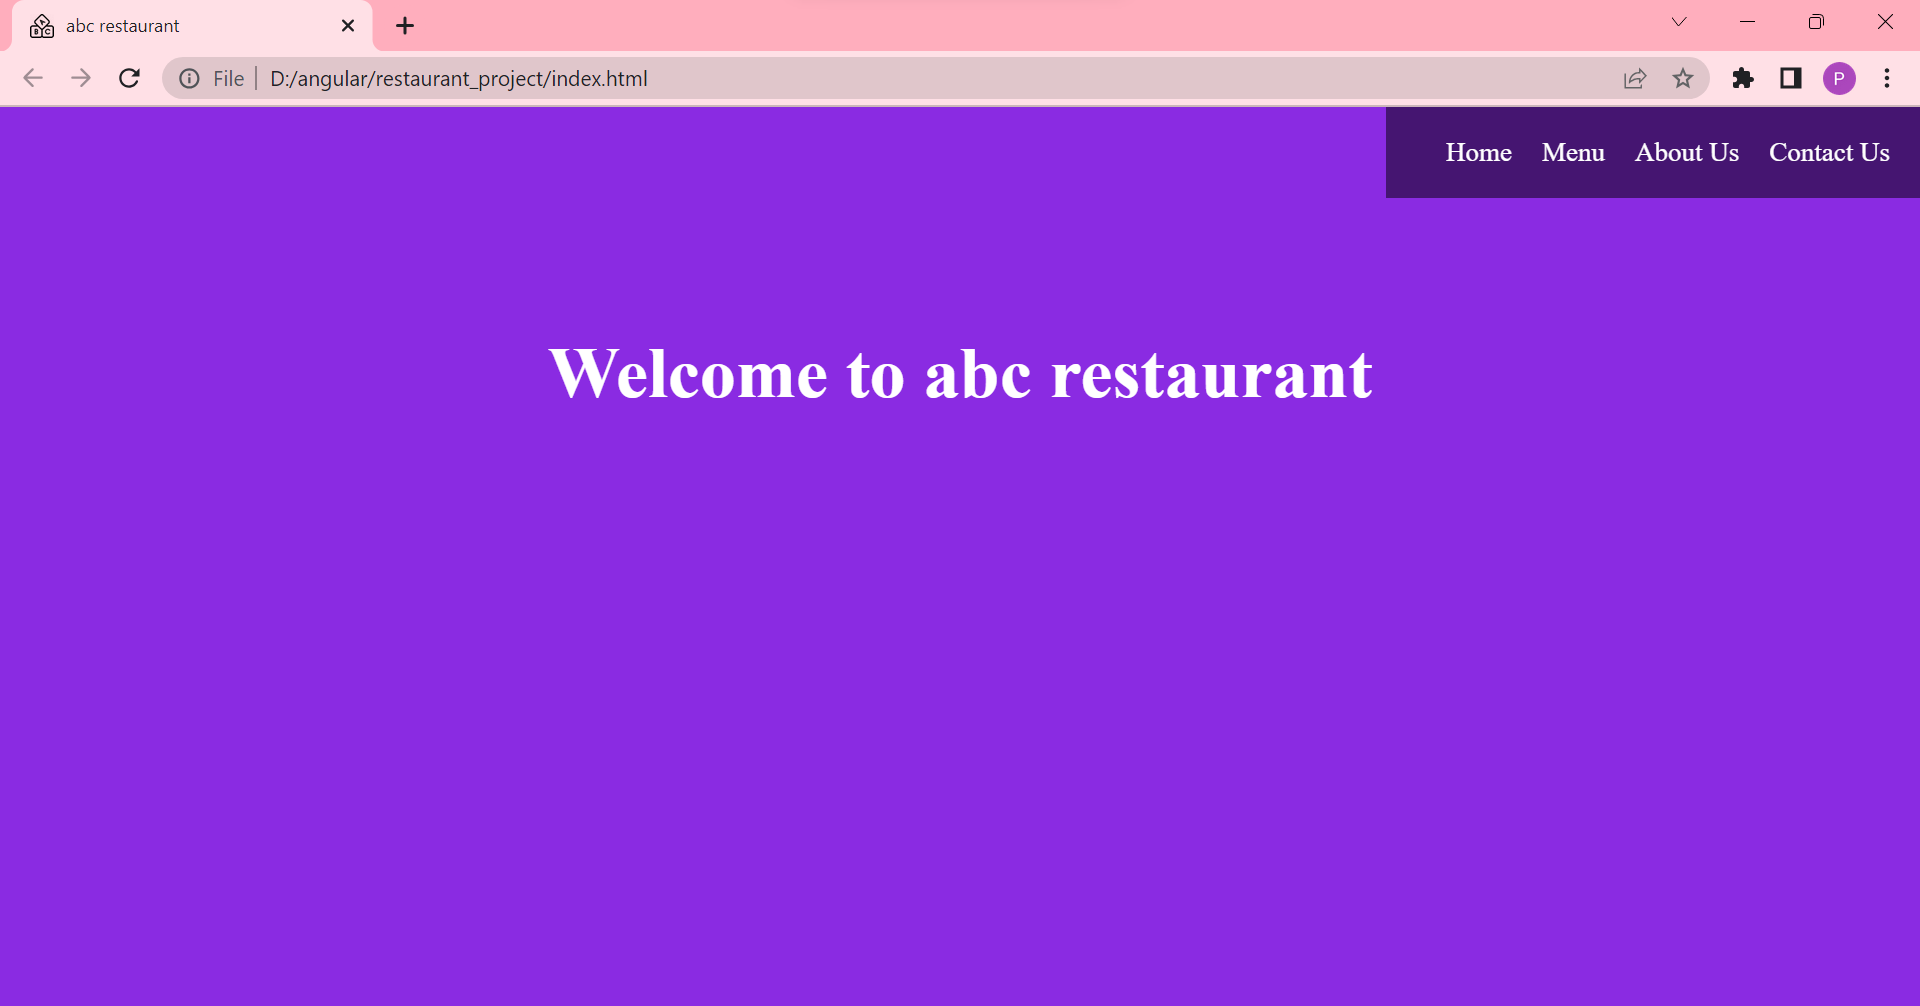 abc restaurant
File D:/angular/restaurant_project/index.html
P
Home Menu About Us Contact Us
Welcome to abc restaurant